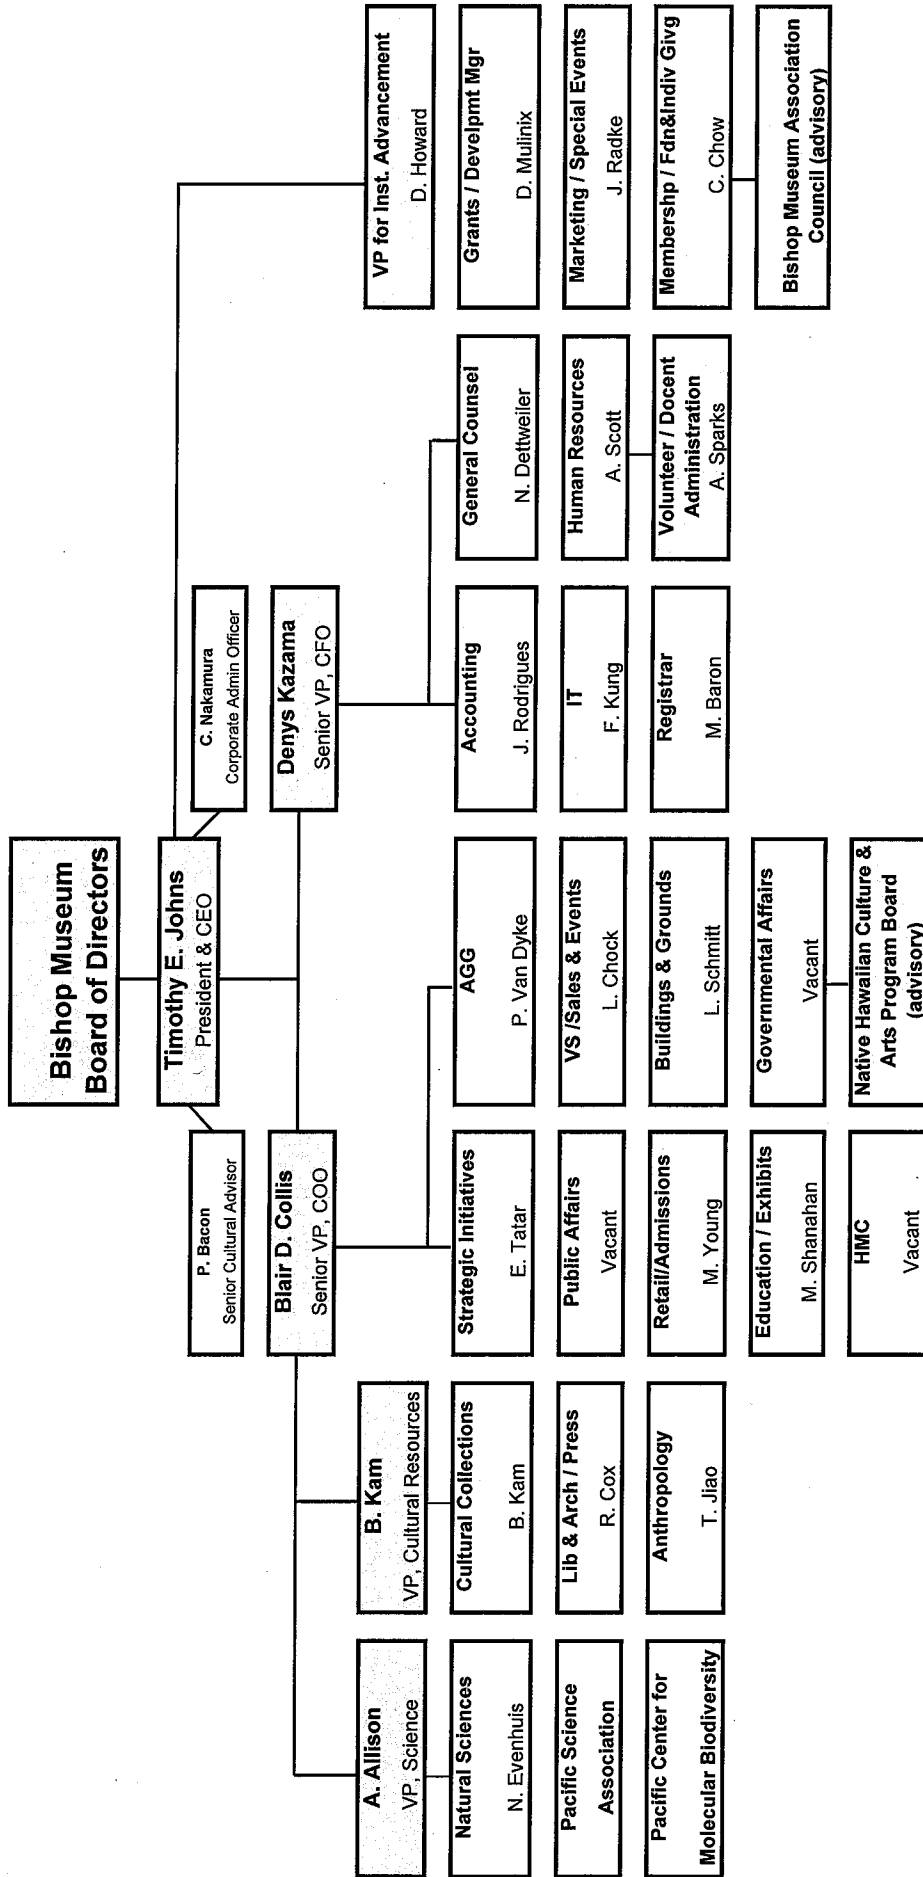 Bishop Museum
Board of Directors
Timothy E. Johns
President & CEO
P. Bacon
Senior Cultural Advisor
C. Nakamura
Corporate Admin Officer
Blair D. Collis
Senior VP, COO
Denys Kazama
Senior VP, CFO
A. Allison
VP, Science
B. Kam
VP, Cultural Resources
VP for Inst. Advancement
D. Howard
Natural Sciences
N. Evenhuis
Pacific Science
Association
Pacific Center for
Molecular Biodiversity
Cultural Collections
B. Kam
Lib & Arch / Press
R. Cox
Anthropology
T. Jiao
Strategic Initiatives
E. Tatar
Public Affairs
Vacant
Retail/Admissions
M. Young
Education / Exhibits
M. Shanahan
HMC
Vacant
AGG
P. Van Dyke
VS /Sales & Events
L. Chock
Buildings & Grounds
L. Schmitt
Governmental Affairs
Vacant
Native Hawaiian Culture &
Arts Program Board
(advisory)
Accounting
J. Rodrigues
IT
F. Kung
Registrar
M. Baron
General Counsel
N. Dettweiler
Human Resources
A. Scott
Volunteer / Docent
Administration
A. Sparks
Grants / Develpmt Mgr
D. Mulinix
Marketing / Special Events
J. Radke
Membershp / Fdn&Indiv Givg
C. Chow
Bishop Museum Association
Council (advisory)